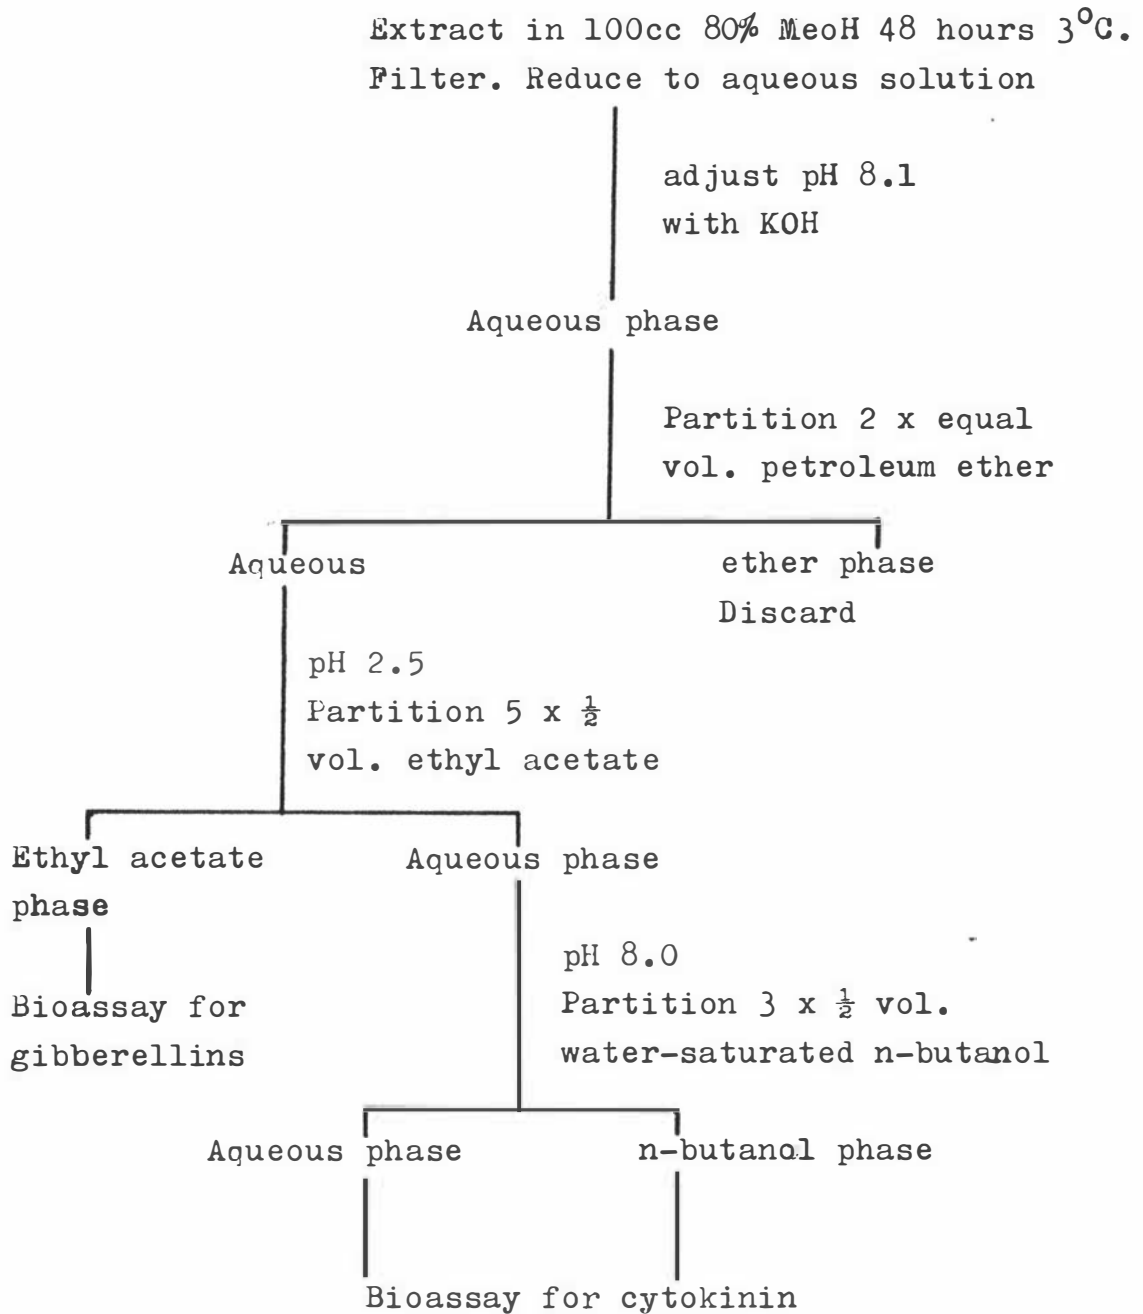 Extract in 100cc 80% MeoH 48 hours 3°C.
Filter. Reduce to aqueous solution
adjust pH 8.1
with KOH
Aqueous phase
Partition 2 x equal
vol. petroleum ether
Aqueous
ether phase
Discard
pH 2.5
Partition 5 x ½
vol. ethyl acetate
Ethyl acetate
phase
Aqueous phase
Bioassay for
gibberellins
pH 8.0
Partition 3 x ½ vol.
water-saturated n-butanol
Aqueous phase
n-butanol phase
Bioassay for cytokinin